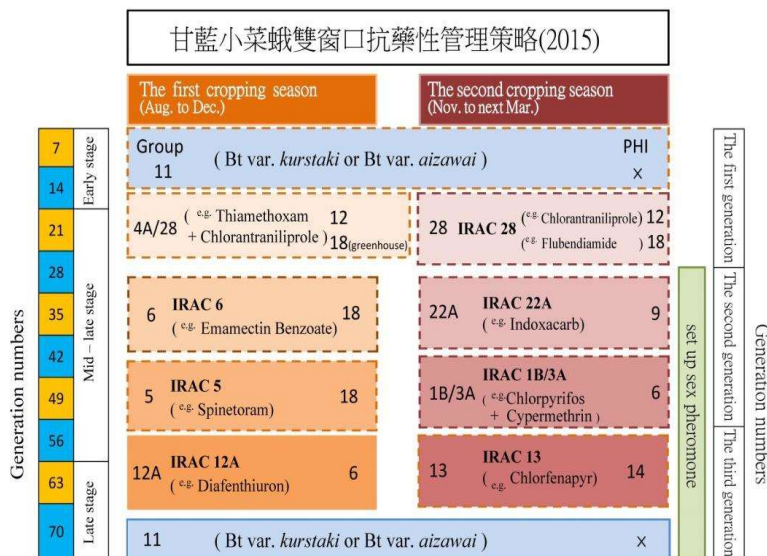 甘藍小菜蛾雙窗口抗藥性管理策略(2015)
The first cropping season
(Aug. to Dec.)
The second cropping season
(Nov. to next Mar.)
Generation numbers
7
14
21
28
35
42
49
56
63
70
Early stage
Mid – late stage
Late stage
Group
11
( Bt var. kurstaki or Bt var. aizawai )
PHI
×
4A/28
( e.g. Thiamethoxam
+ Chlorantraniliprole )
12
18(greenhouse)
28
IRAC 28
(e.g. Chlorantraniliprole)
12
(e.g. Flubendiamide )
18
6
IRAC 6
( e.g. Emamectin Benzoate)
18
22A
IRAC 22A
( e.g. Indoxacarb)
9
5
IRAC 5
( e.g. Spinetoram)
18
1B/3A
IRAC 1B/3A
( e.g.Chlorpyrifos
+ Cypermethrin )
6
12A
IRAC 12A
( e.g. Diafenthiuron)
6
13
IRAC 13
( e.g. Chlorfenapyr)
14
11
( Bt var. kurstaki or Bt var. aizawai )
×
set up sex pheromone
The first generation
The second generation
The third generation
Generation numbers